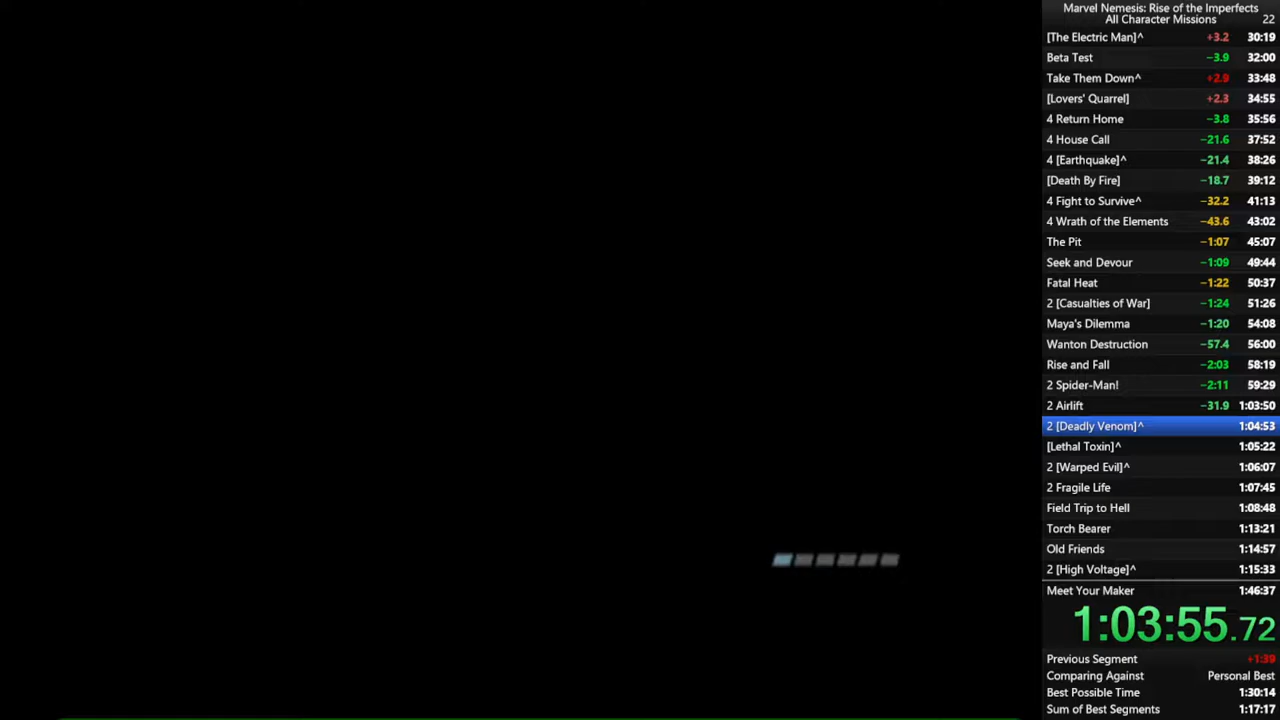 Marvel Nemesis: Rise of the Imperfects
All Character Missions 22
[The Electric Man]^ +3.2 30:19
Beta Test −3.9 32:00
Take Them Down^ +2.9 33:48
[Lovers' Quarrel] +2.3 34:55
4 Return Home −3.8 35:56
4 House Call −21.6 37:52
4 [Earthquake]^ −21.4 38:26
[Death By Fire] −18.7 39:12
4 Fight to Survive^ −32.2 41:13
4 Wrath of the Elements −43.6 43:02
The Pit −1:07 45:07
Seek and Devour −1:09 49:44
Fatal Heat −1:22 50:37
2 [Casualties of War] −1:24 51:26
Maya's Dilemma −1:20 54:08
Wanton Destruction −57.4 56:00
Rise and Fall −2:03 58:19
2 Spider-Man! −2:11 59:29
2 Airlift −31.9 1:03:50
2 [Deadly Venom]^ 1:04:53
[Lethal Toxin]^ 1:05:22
2 [Warped Evil]^ 1:06:07
2 Fragile Life 1:07:45
Field Trip to Hell 1:08:48
Torch Bearer 1:13:21
Old Friends 1:14:57
2 [High Voltage]^ 1:15:33
Meet Your Maker 1:46:37
1:03:55.72
Previous Segment +1:39
Comparing Against Personal Best
Best Possible Time 1:30:14
Sum of Best Segments 1:17:17